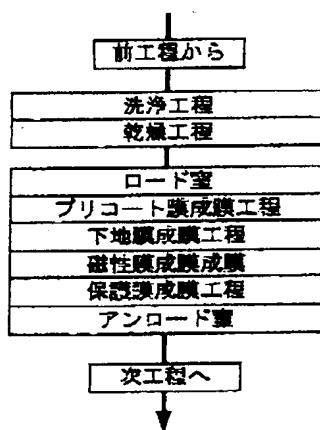 前工程から
洗浄工程
乾燥工程
ロード室
プリコート膜成膜工程
下地膜成膜工程
磁性膜成膜成膜
保護膜成膜工程
アンロード室
次工程へ